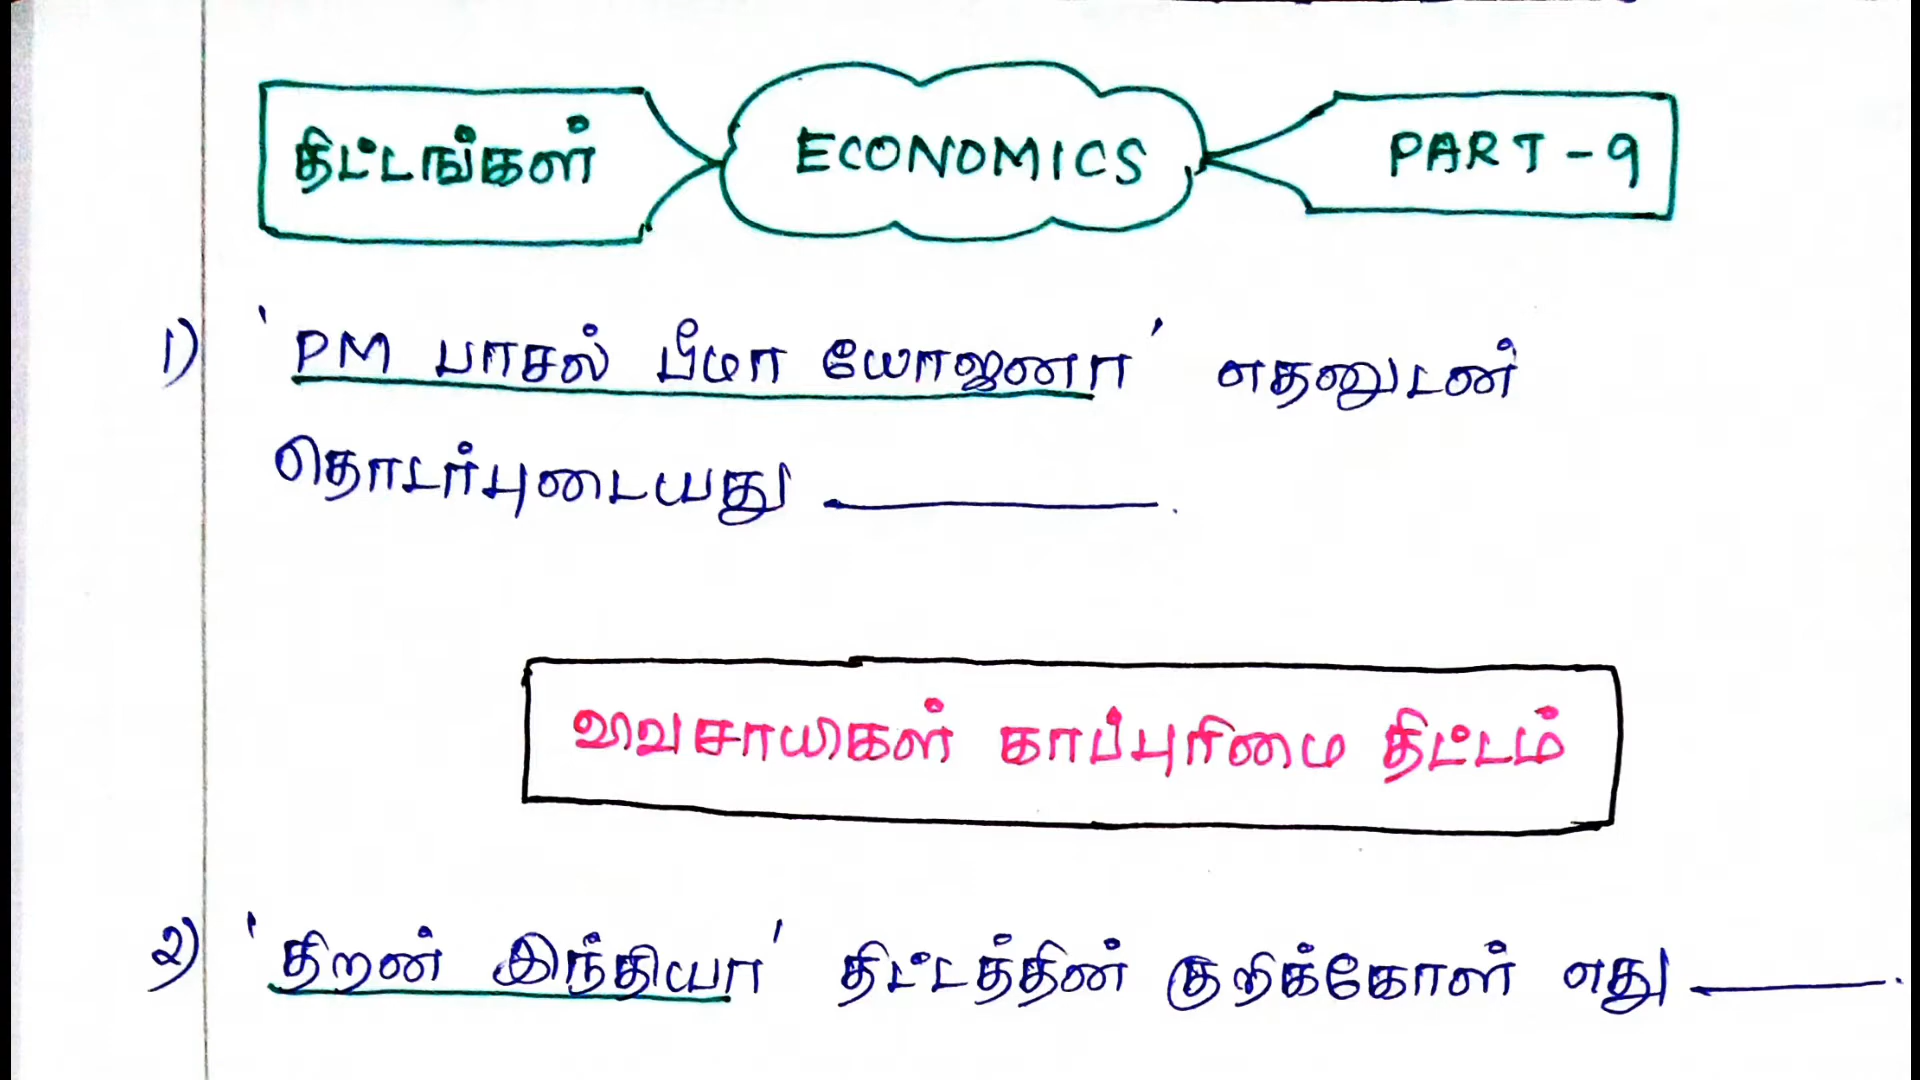 திட்டங்கள் ECONOMICS PART - 9
1) 'PM பாசல் பீமா யோஜனா' எதனுடன்
தொடர்புடையது ________.
விவசாயிகள் காப்புரிமை திட்டம்
2) 'திறன் இந்தியா' திட்டத்தின் குறிக்கோள் எது ________.